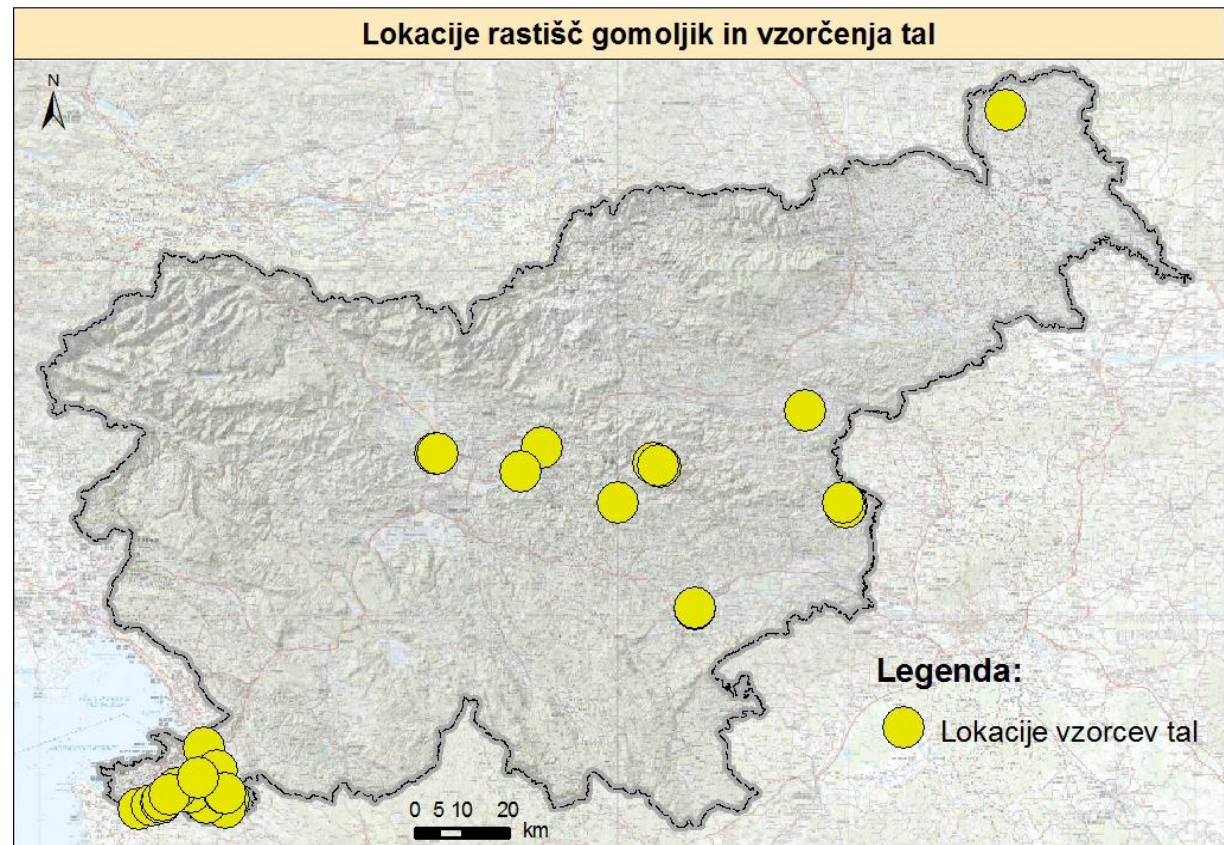 Lokacije rastišč gomoljik in vzorčenja tal
N
Legenda:
Lokacije vzorcev tal
0 5 10 20
km